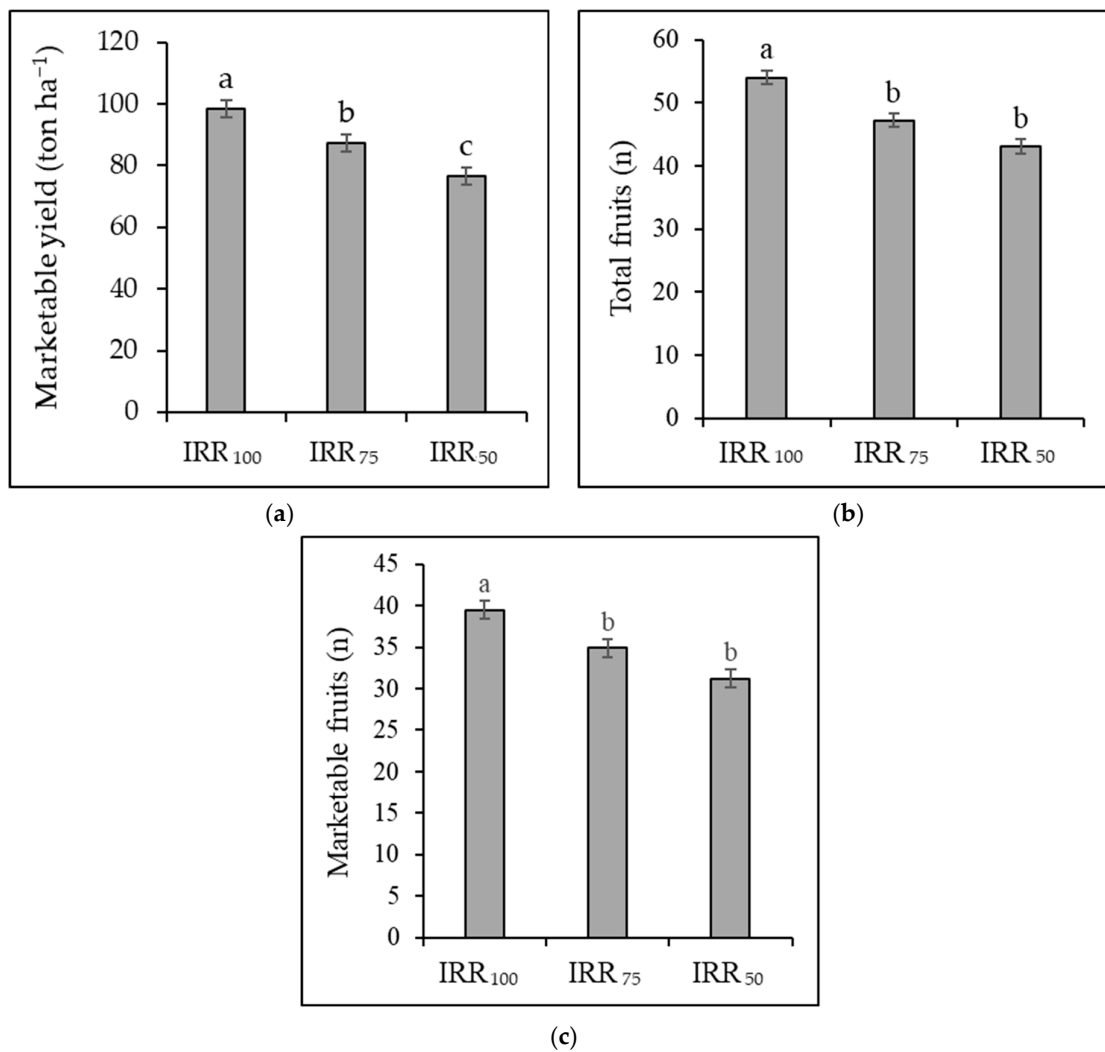 Marketable yield (ton ha⁻¹)
120
100
80
60
40
20
0
a
b
c
IRR₁₀₀
IRR₇₅
IRR₅₀
(a)
Total fruits (n)
60
50
40
30
20
10
0
a
b
b
IRR₁₀₀
IRR₇₅
IRR₅₀
(b)
Marketable fruits (n)
45
40
35
30
25
20
15
10
5
0
a
b
b
IRR₁₀₀
IRR₇₅
IRR₅₀
(c)